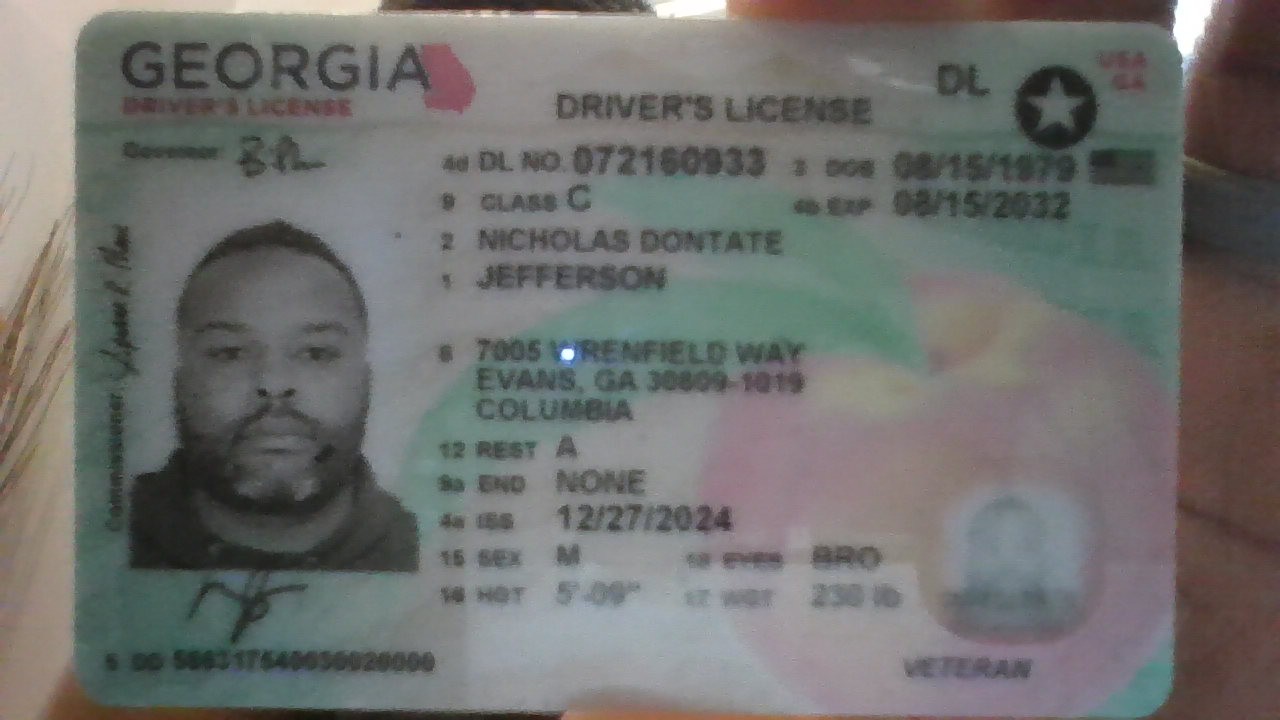 GEORGIA
DRIVER'S LICENSE
DRIVER'S LICENSE
DL
USA
GA
Governor
4d DL NO. 072160933 3 DOB 08/15/1979
9 CLASS C 4b EXP 08/15/2032
2 NICHOLAS DONTATE
1 JEFFERSON
8 7005 WRENFIELD WAY
EVANS, GA 30809-1019
COLUMBIA
12 REST A
9a END NONE
4a ISS 12/27/2024
15 SEX M 18 EYES BRO
16 HGT 5'-09" 17 WGT 230 lb
Commissioner
5 DD
VETERAN